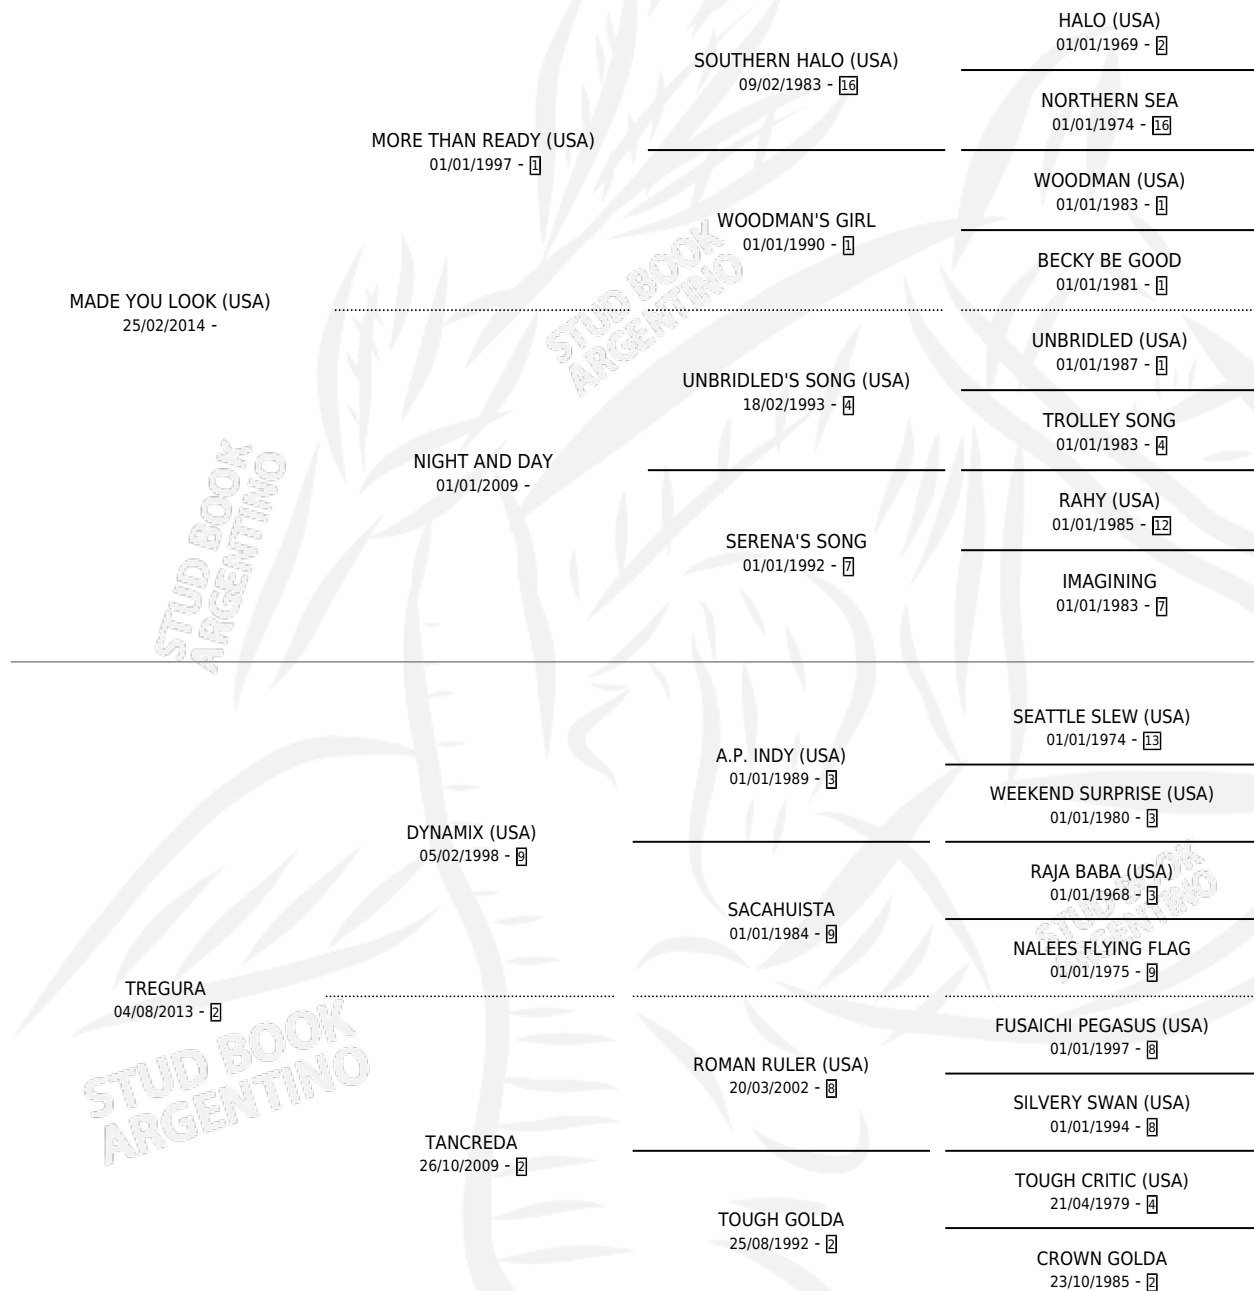 HALO (USA)
01/01/1969 - 2
SOUTHERN HALO (USA)
09/02/1983 - 16
NORTHERN SEA
01/01/1974 - 16
MORE THAN READY (USA)
01/01/1997 - 1
WOODMAN (USA)
01/01/1983 - 1
WOODMAN'S GIRL
01/01/1990 - 1
BECKY BE GOOD
01/01/1981 - 1
MADE YOU LOOK (USA)
25/02/2014 -
UNBRIDLED (USA)
01/01/1987 - 1
UNBRIDLED'S SONG (USA)
18/02/1993 - 4
TROLLEY SONG
01/01/1983 - 4
NIGHT AND DAY
01/01/2009 -
RAHY (USA)
01/01/1985 - 12
SERENA'S SONG
01/01/1992 - 7
IMAGINING
01/01/1983 - 7
SEATTLE SLEW (USA)
01/01/1974 - 13
A.P. INDY (USA)
01/01/1989 - 3
WEEKEND SURPRISE (USA)
01/01/1980 - 3
DYNAMIX (USA)
05/02/1998 - 9
RAJA BABA (USA)
01/01/1968 - 3
SACAHUISTA
01/01/1984 - 9
NALEES FLYING FLAG
01/01/1975 - 9
TREGURA
04/08/2013 - 2
FUSAICHI PEGASUS (USA)
01/01/1997 - 8
ROMAN RULER (USA)
20/03/2002 - 8
SILVERY SWAN (USA)
01/01/1994 - 8
TANCREDA
26/10/2009 - 2
TOUGH CRITIC (USA)
21/04/1979 - 4
TOUGH GOLDA
25/08/1992 - 2
CROWN GOLDA
23/10/1985 - 2
STUD BOOK
ARGENTINO
STUD BOOK
ARGENTINO
STUD BOOK
ARGENTINO
STUD BOOK
ARGENTINO